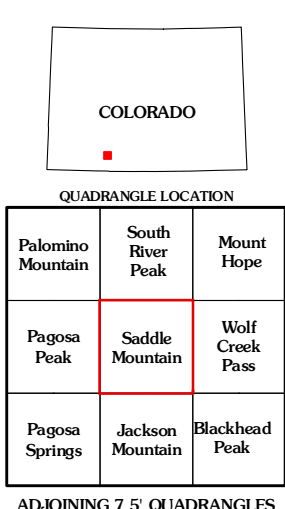 COLORADO
QUADRANGLE LOCATION
Palomino
Mountain
South
River
Peak
Mount
Hope
Pagosa
Peak
Saddle
Mountain
Wolf
Creek
Pass
Pagosa
Springs
Jackson
Mountain
Blackhead
Peak
ADJOINING 7.5' QUADRANGLES